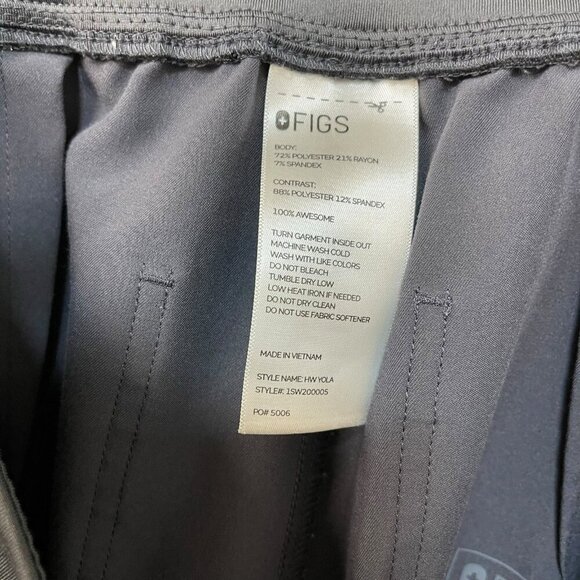 FIGS
BODY:
72% POLYESTER 21% RAYON
7% SPANDEX
CONTRAST:
88% POLYESTER 12% SPANDEX
100% AWESOME
TURN GARMENT INSIDE OUT
MACHINE WASH COLD
WASH WITH LIKE COLORS
DO NOT BLEACH
TUMBLE DRY LOW
LOW HEAT IRON IF NEEDED
DO NOT DRY CLEAN
DO NOT USE FABRIC SOFTENER
MADE IN VIETNAM
STYLE NAME: HW YOLA
STYLE#: 1SW200005
PO# 5006